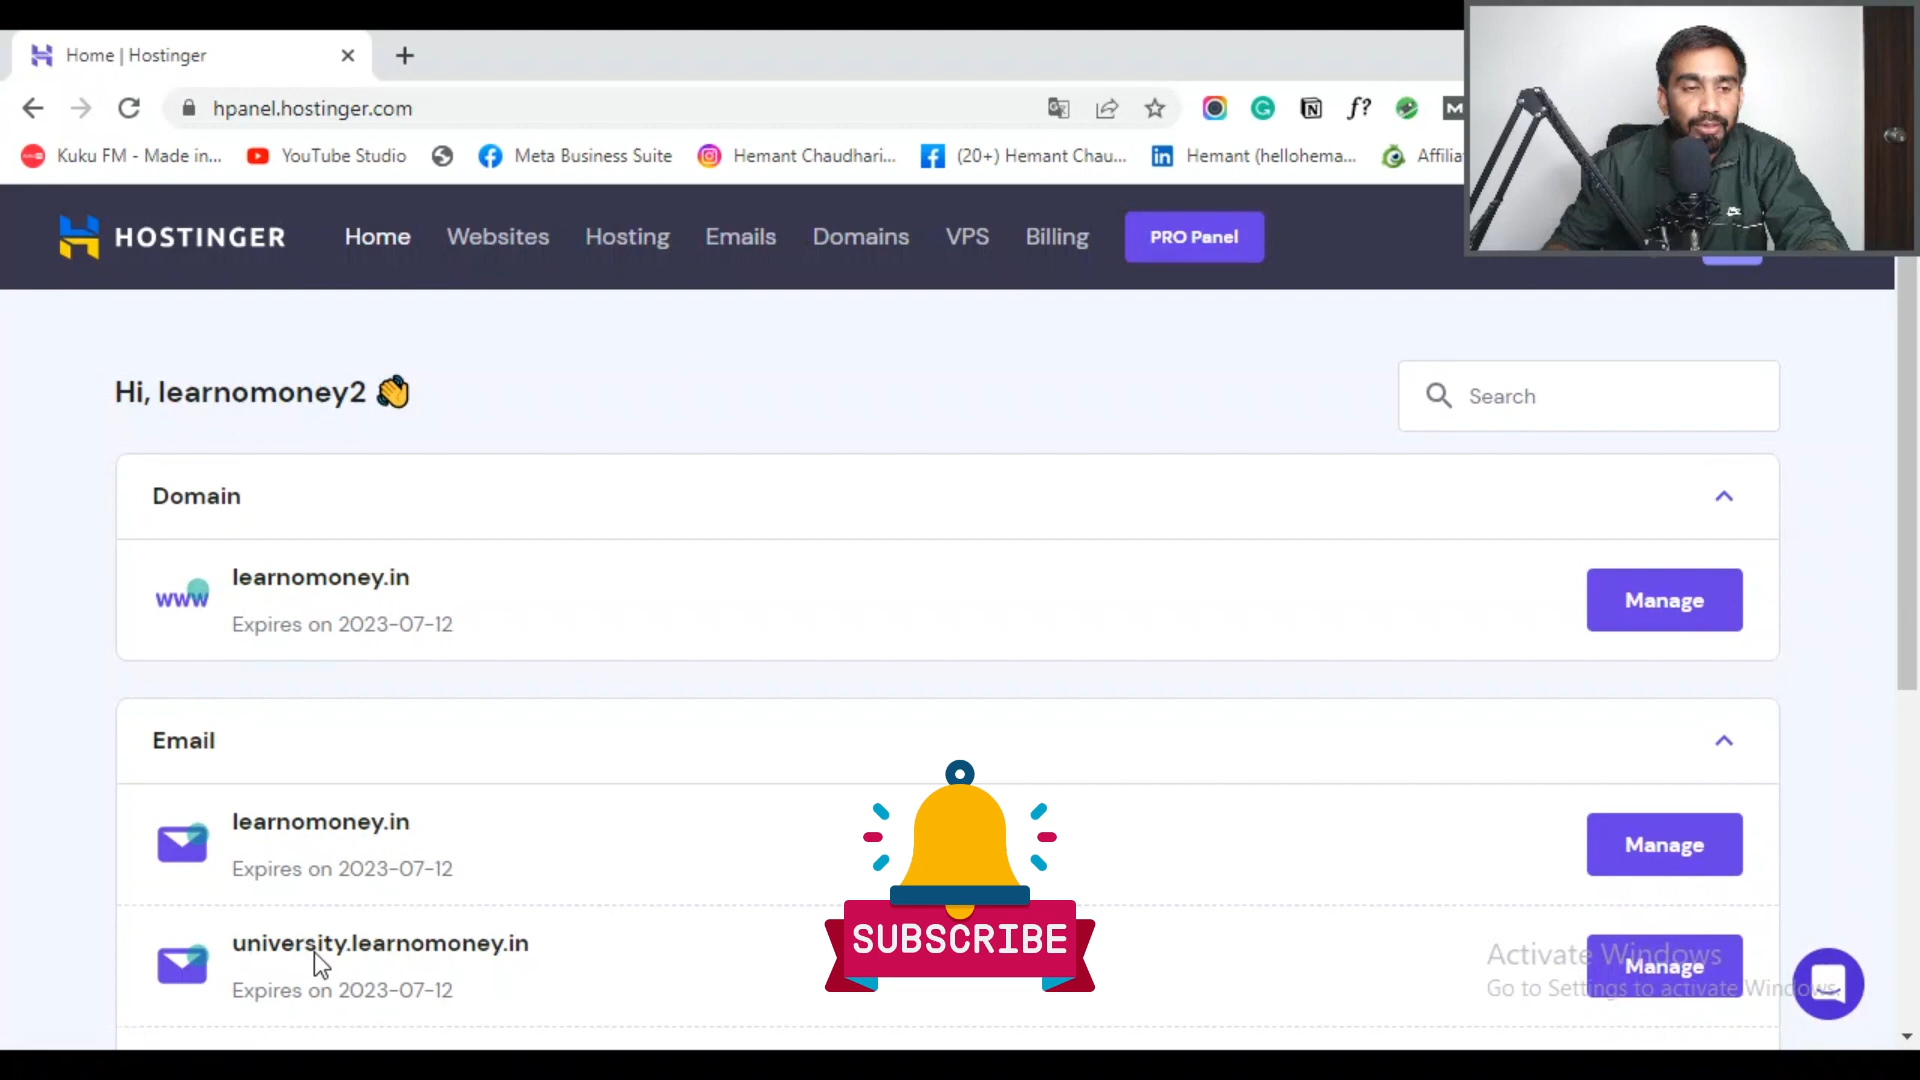 Home | Hostinger
hpanel.hostinger.com
Kuku FM - Made in... YouTube Studio Meta Business Suite Hemant Chaudhari... (20+) Hemant Chau... Hemant (hellohema... Affilia
HOSTINGER Home Websites Hosting Emails Domains VPS Billing PRO Panel
Hi, learnomoney2
Search
Domain
www
learnomoney.in
Expires on 2023-07-12
Manage
Email
learnomoney.in
Expires on 2023-07-12
Manage
university.learnomoney.in
Expires on 2023-07-12
Manage
SUBSCRIBE
Activate Windows
Go to Settings to activate Windows.